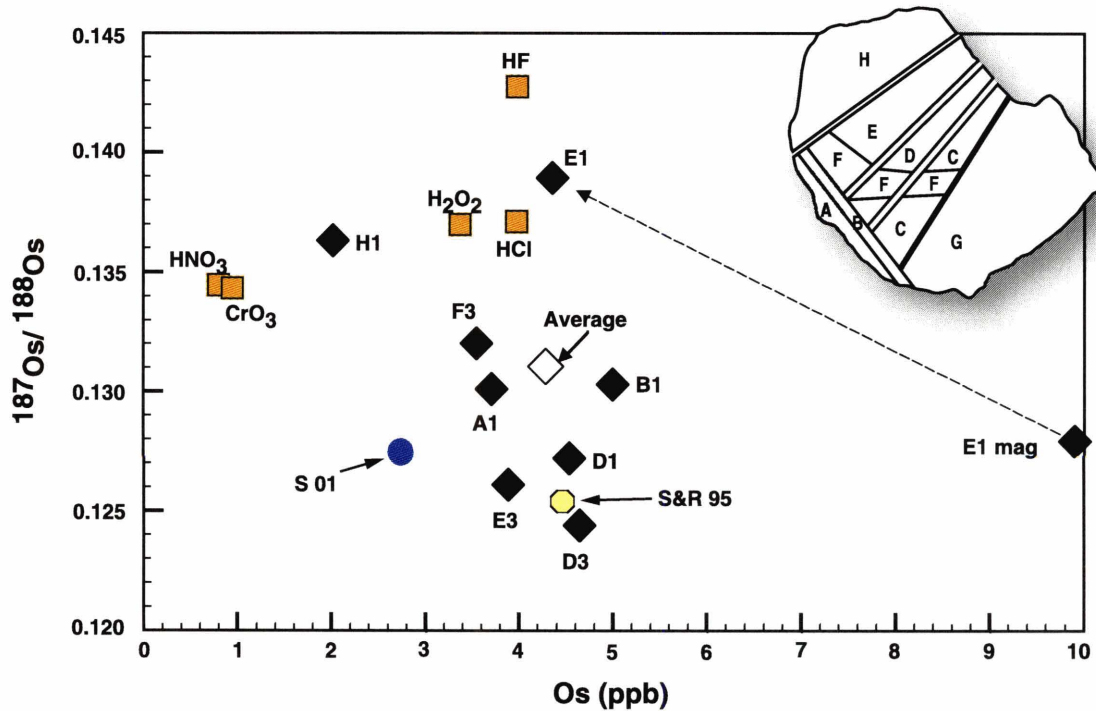 0.145
0.140
0.135
0.130
0.125
0.120
187Os/ 188Os
0 1 2 3 4 5 6 7 8 9 10
Os (ppb)
HF
E1
H2O2
HCl
H1
HNO3
CrO3
F3
Average
A1
B1
S 01
D1
E3
S&R 95
D3
E1 mag
H
E
F D C
F F
A B C G